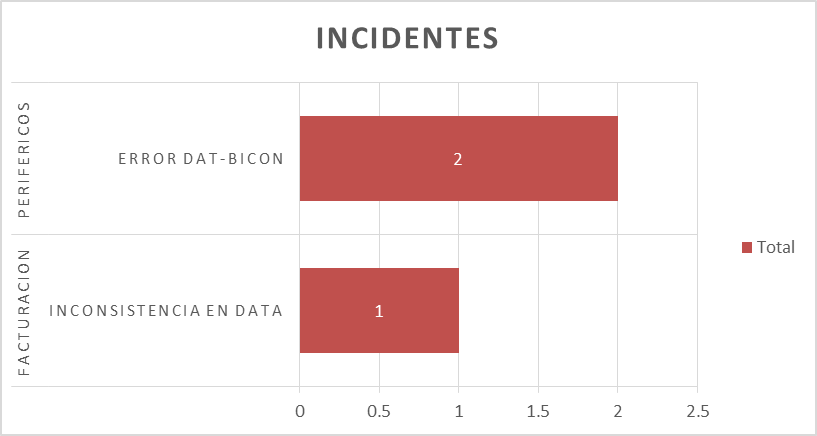 INCIDENTES
PERIFERICOS
ERROR DAT-BICON
2
FACTURACION
INCONSISTENCIA EN DATA
1
Total
0 0.5 1 1.5 2 2.5